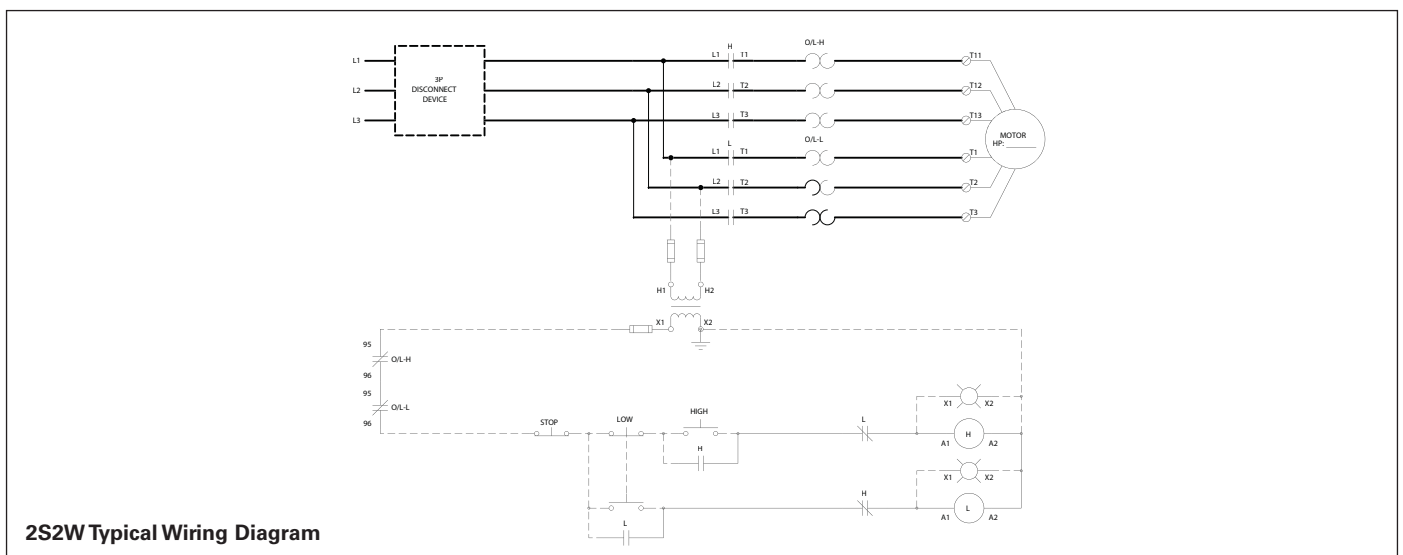 H
O/L-H
L1 L1 T1 T11
3P
DISCONNECT
DEVICE
L2 L2 T2 T12
L3 L3 T3 T13
MOTOR
HP: ______
L O/L-L
L1 T1 T1
L2 T2 T2
L3 T3 T3
H1 H2
X1 X2
95
O/L-H
96
95
O/L-L
96
X1 X2
STOP LOW HIGH L
H
A1 H A2
X1 X2
H
L
A1 L A2
2S2W Typical Wiring Diagram